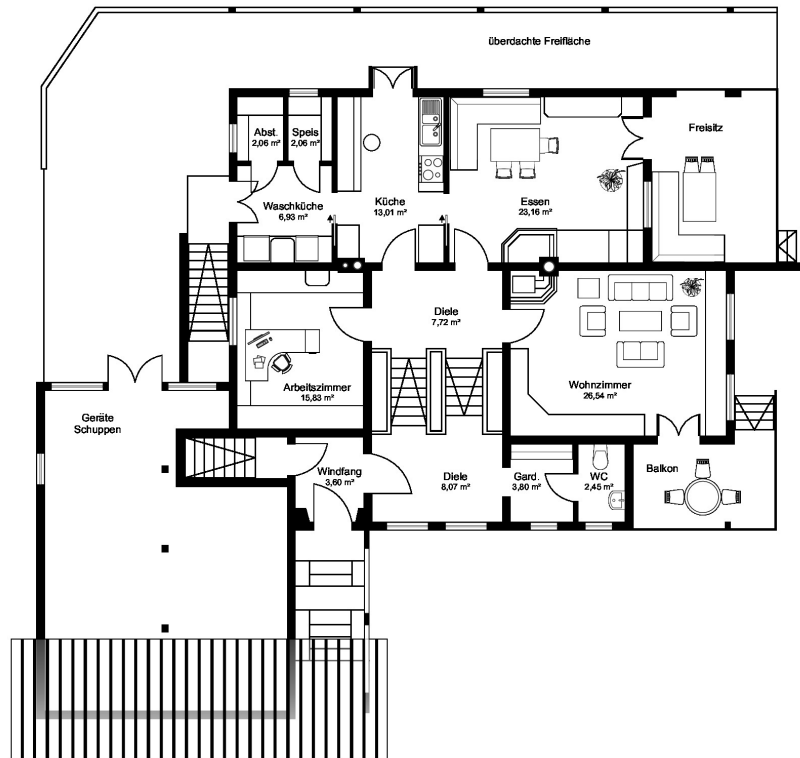 überdachte Freifläche
Abst.
2,06 m²
Speis
2,06 m²
Freisitz
Waschküche
6,93 m²
Küche
13,01 m²
Essen
23,16 m²
Diele
7,72 m²
Arbeitszimmer
15,83 m²
Wohnzimmer
26,54 m²
Geräte
Schuppen
Windfang
3,60 m²
Diele
8,07 m²
Gard.
3,80 m²
WC
2,45 m²
Balkon